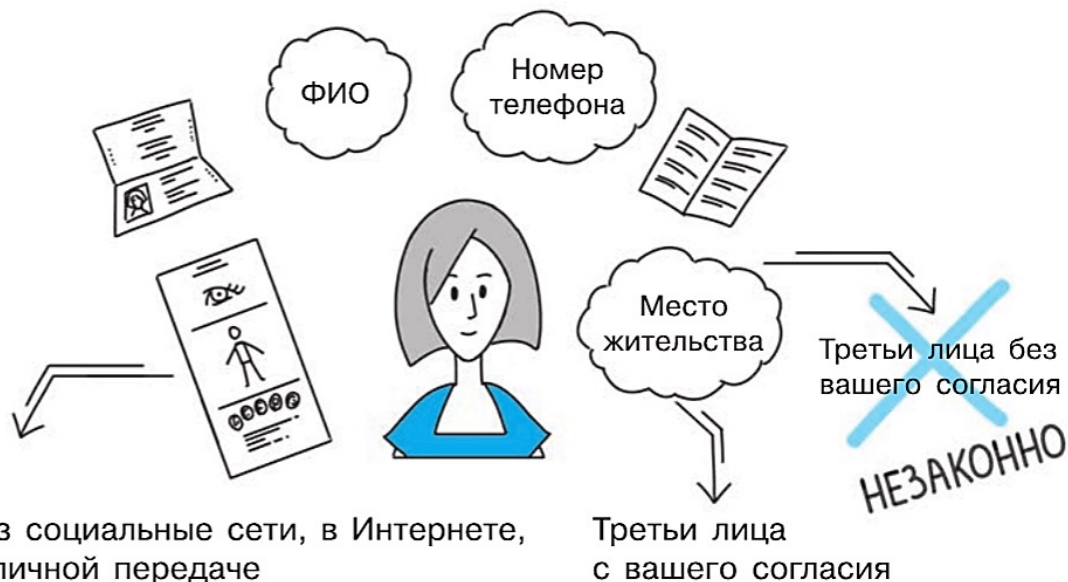 ФИО
Номер
телефона
Место
жительства
Третьи лица без
вашего согласия
НЕЗАКОННО
социальные сети, в Интернете,
личной передаче
Третьи лица
с вашего согласия